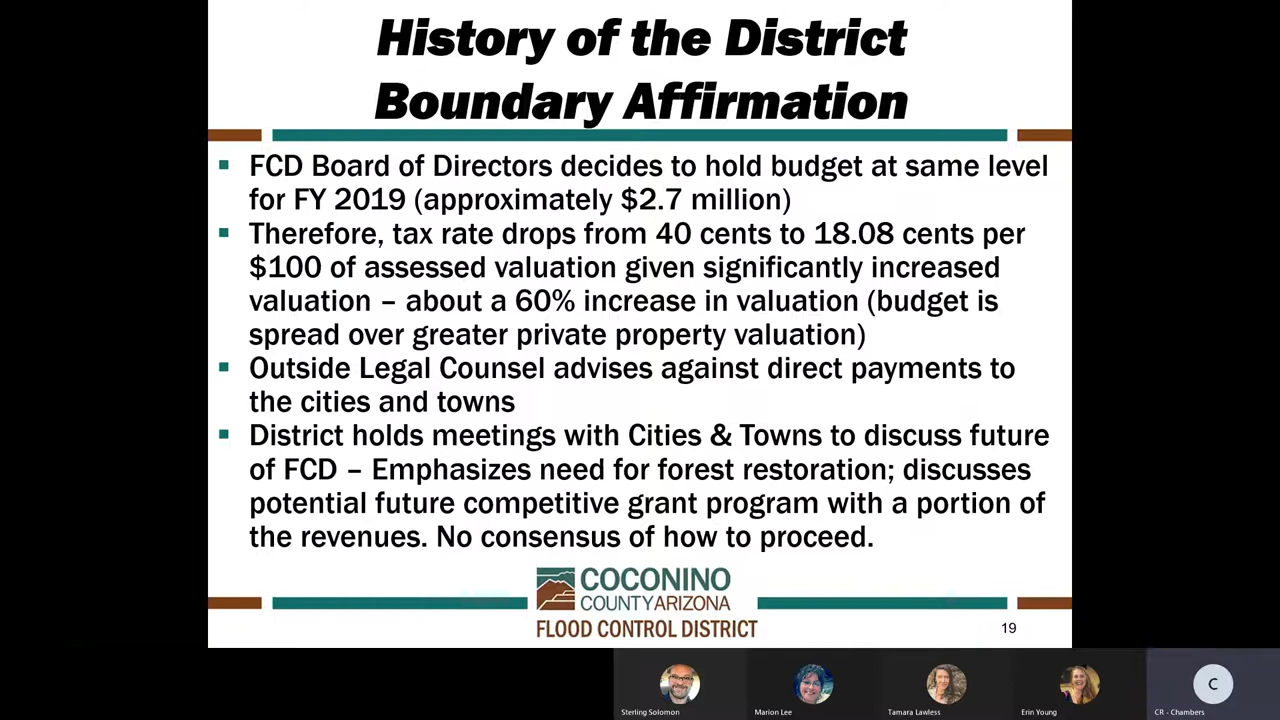 History of the District
Boundary Affirmation
▪ FCD Board of Directors decides to hold budget at same level
for FY 2019 (approximately $2.7 million)
▪ Therefore, tax rate drops from 40 cents to 18.08 cents per
$100 of assessed valuation given significantly increased
valuation – about a 60% increase in valuation (budget is
spread over greater private property valuation)
▪ Outside Legal Counsel advises against direct payments to
the cities and towns
▪ District holds meetings with Cities & Towns to discuss future
of FCD – Emphasizes need for forest restoration; discusses
potential future competitive grant program with a portion of
the revenues. No consensus of how to proceed.
COCONINO
COUNTY ARIZONA
FLOOD CONTROL DISTRICT
19
C
Sterling Solomon
Marion Lee
Tamara Lawless
Erin Young
CR - Chambers